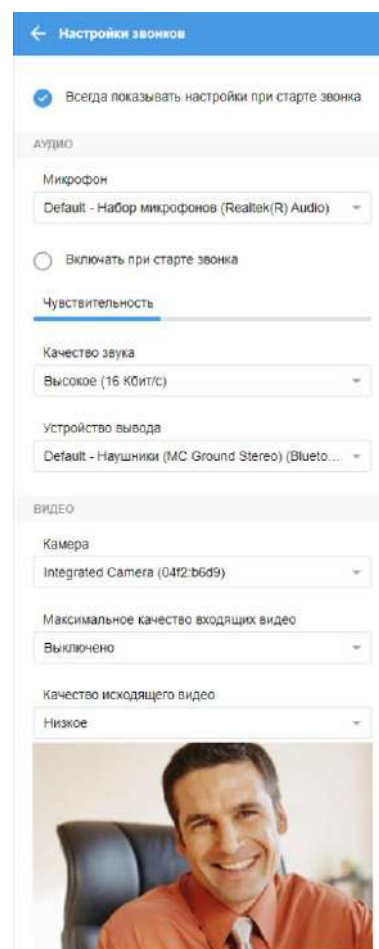 Настройки звонков
Всегда показывать настройки при старте звонка
АУДИО
Микрофон
Default - Набор микрофонов (Realtek(R) Audio)
Включать при старте звонка
Чувствительность
Качество звука
Высокое (16 Кбит/с)
Устройство вывода
Default - Наушники (MC Ground Stereo) (Blueto...
ВИДЕО
Камера
Integrated Camera (04f2:b6d9)
Максимальное качество входящих видео
Выключено
Качество исходящего видео
Низкое